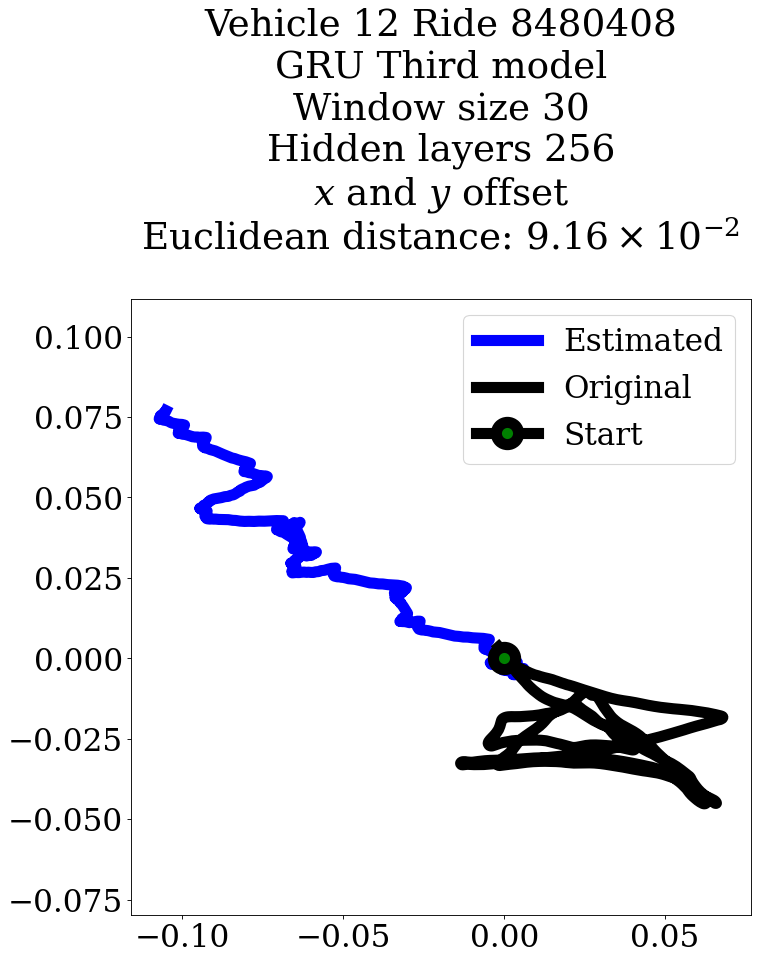 Vehicle 12 Ride 8480408
GRU Third model
Window size 30
Hidden layers 256
x and y offset
Euclidean distance: 9.16 × 10⁻²
Estimated
Original
Start
0.100
0.075
0.050
0.025
0.000
−0.025
−0.050
−0.075
−0.10 −0.05 0.00 0.05